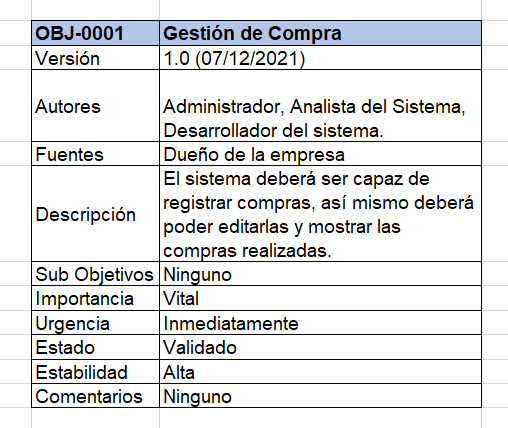 OBJ-0001 Gestión de Compra
Versión 1.0 (07/12/2021)
Autores Administrador, Analista del Sistema,
Desarrollador del sistema.
Fuentes Dueño de la empresa
Descripción El sistema deberá ser capaz de
registrar compras, así mismo deberá
poder editarlas y mostrar las
compras realizadas.
Sub Objetivos Ninguno
Importancia Vital
Urgencia Inmediatamente
Estado Validado
Estabilidad Alta
Comentarios Ninguno